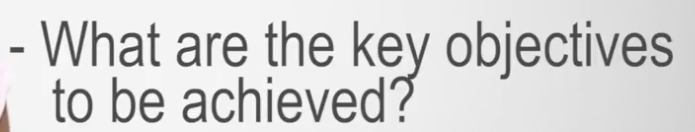 - What are the key objectives
to be achieved?